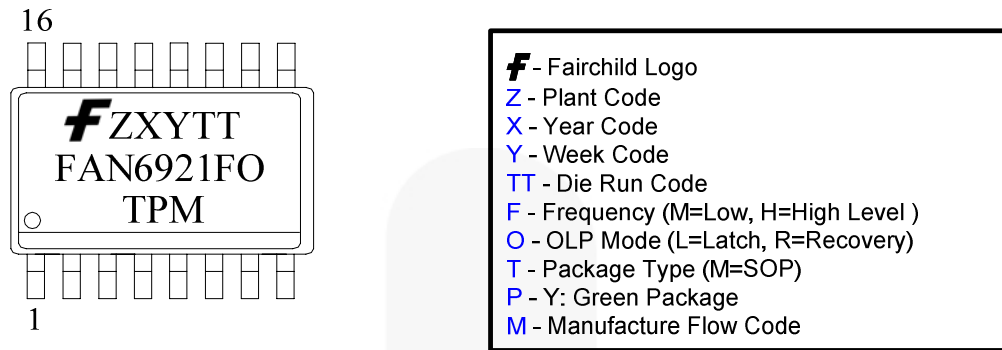 16
ZXYTT
FAN6921FO
TPM
1
- Fairchild Logo
Z - Plant Code
X - Year Code
Y - Week Code
TT - Die Run Code
F - Frequency (M=Low, H=High Level )
O - OLP Mode (L=Latch, R=Recovery)
T - Package Type (M=SOP)
P - Y: Green Package
M - Manufacture Flow Code